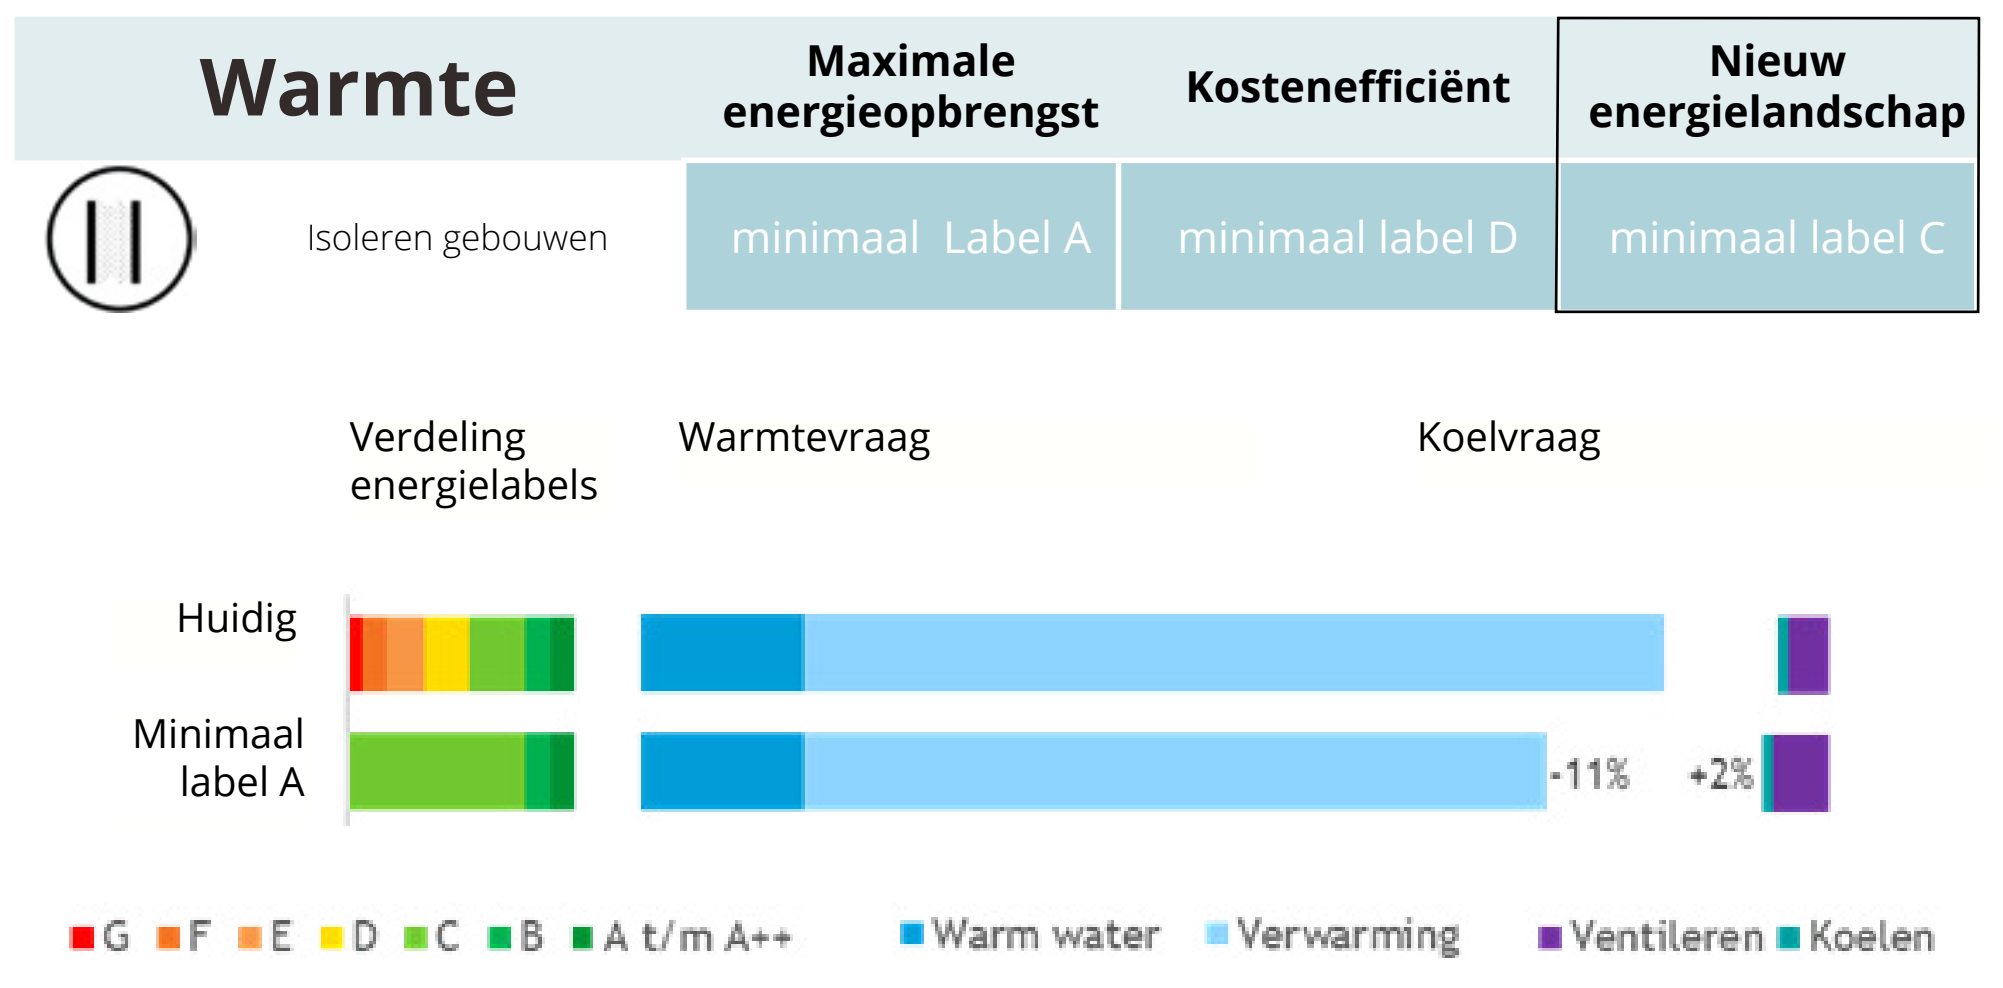 Warmte
Maximale
energieopbrengst
Kostenefficiënt
Nieuw
energielandschap
Isoleren gebouwen
minimaal Label A
minimaal label D
minimaal label C
Verdeling
energielabels
Warmtevraag
Koelvraag
Huidig
Minimaal
label A
-11%
+2%
G F E D C B A t/m A++
Warm water Verwarming
Ventileren Koelen